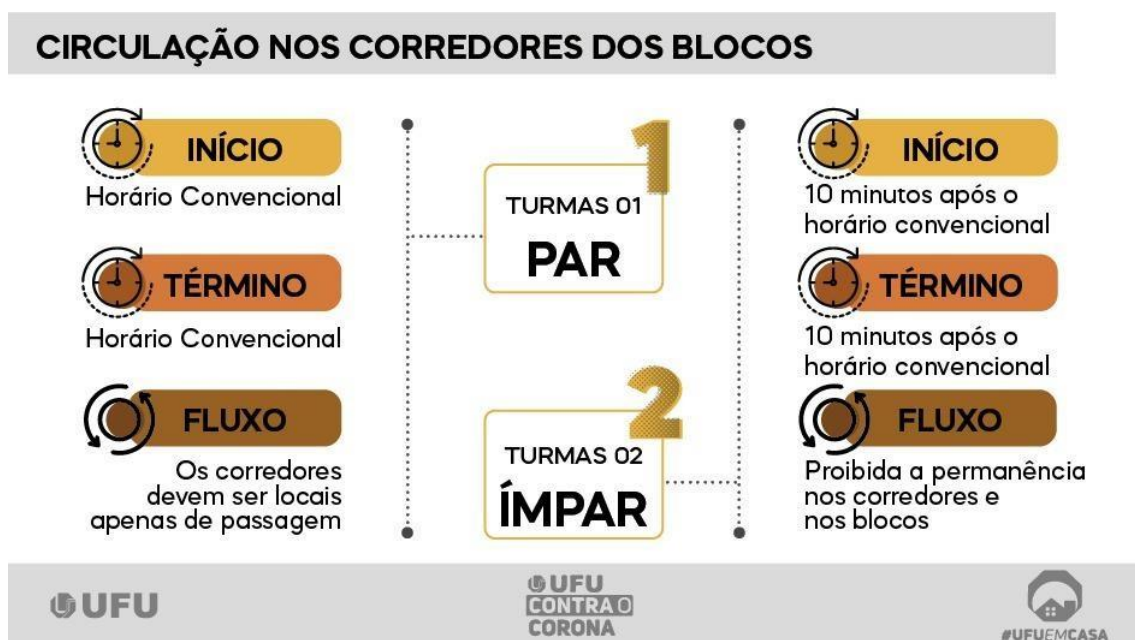 CIRCULAÇÃO NOS CORREDORES DOS BLOCOS
INÍCIO
Horário Convencional
TÉRMINO
Horário Convencional
FLUXO
Os corredores
devem ser locais
apenas de passagem
1
TURMAS 01
PAR
2
TURMAS 02
ÍMPAR
INÍCIO
10 minutos após o
horário convencional
TÉRMINO
10 minutos após o
horário convencional
FLUXO
Proibida a permanência
nos corredores e
nos blocos
UFU
UFU
CONTRA O
CORONA
#UFUEMCASA